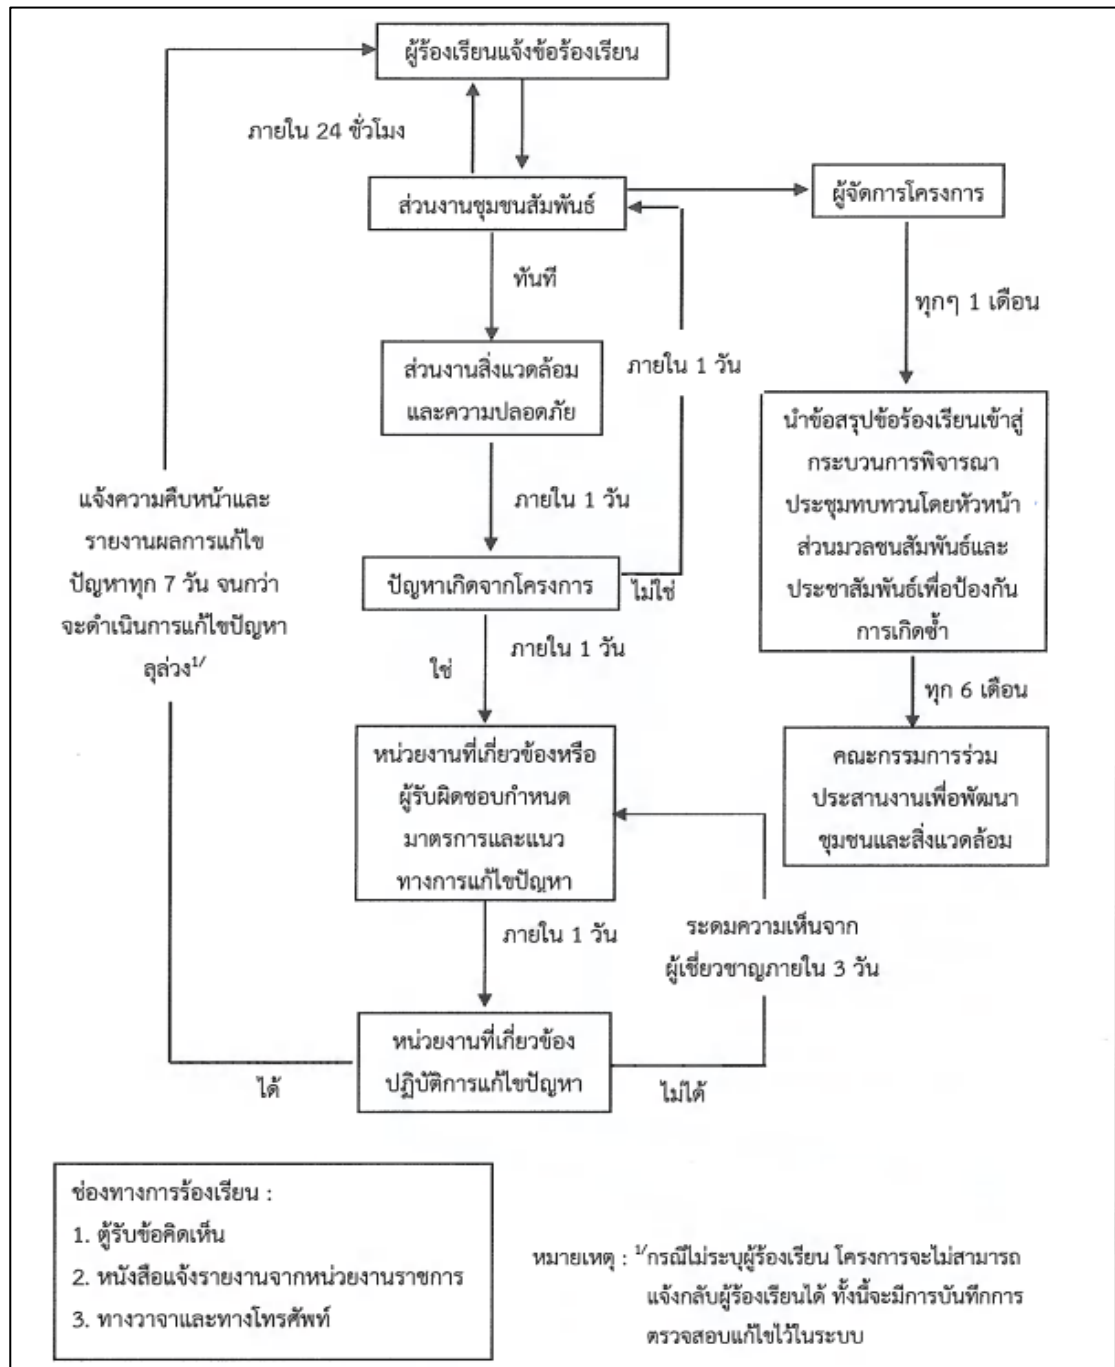 ผู้ร้องเรียนแจ้งข้อร้องเรียน
ภายใน 24 ชั่วโมง
ส่วนงานชุมชนสัมพันธ์
ผู้จัดการโครงการ
ทันที
ทุกๆ 1 เดือน
ภายใน 1 วัน
ส่วนงานสิ่งแวดล้อม
และความปลอดภัย
นำข้อสรุปข้อร้องเรียนเข้าสู่
กระบวนการพิจารณา
ประชุมทบทวนโดยหัวหน้า
ส่วนมวลชนสัมพันธ์และ
ประชาสัมพันธ์เพื่อป้องกัน
การเกิดซ้ำ
แจ้งความคืบหน้าและ
รายงานผลการแก้ไข
ปัญหาทุก 7 วัน จนกว่า
จะดำเนินการแก้ไขปัญหา
ลุล่วง1/
ภายใน 1 วัน
ปัญหาเกิดจากโครงการ
ไม่ใช่
ภายใน 1 วัน
ใช่
ทุก 6 เดือน
หน่วยงานที่เกี่ยวข้องหรือ
ผู้รับผิดชอบกำหนด
มาตรการและแนว
ทางการแก้ไขปัญหา
คณะกรรมการร่วม
ประสานงานเพื่อพัฒนา
ชุมชนและสิ่งแวดล้อม
ภายใน 1 วัน
ระดมความเห็นจาก
ผู้เชี่ยวชาญภายใน 3 วัน
หน่วยงานที่เกี่ยวข้อง
ปฏิบัติการแก้ไขปัญหา
ได้
ไม่ได้
ช่องทางการร้องเรียน :
1. ตู้รับข้อคิดเห็น
2. หนังสือแจ้งรายงานจากหน่วยงานราชการ
3. ทางวาจาและทางโทรศัพท์
หมายเหตุ : 1/กรณีไม่ระบุผู้ร้องเรียน โครงการจะไม่สามารถ
แจ้งกลับผู้ร้องเรียนได้ ทั้งนี้จะมีการบันทึกการ
ตรวจสอบแก้ไขไว้ในระบบ